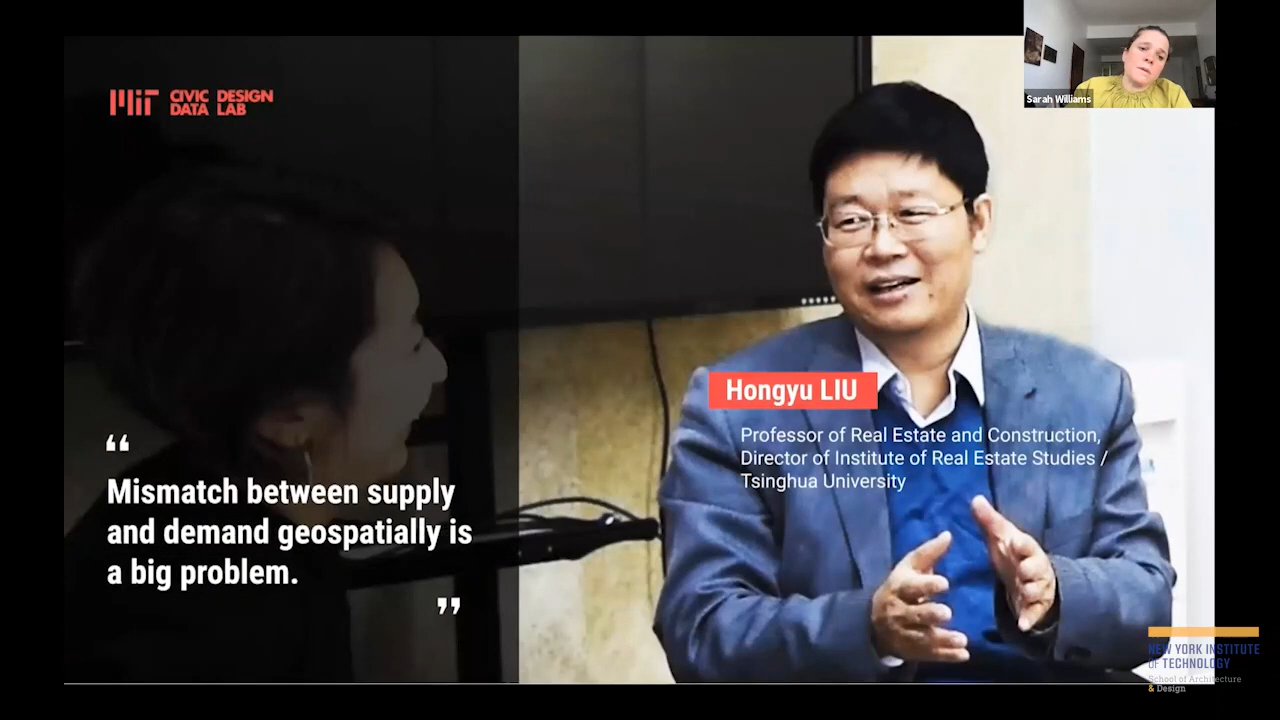 MIT CIVIC DESIGN
DATA LAB
Sarah Williams
Hongyu LIU
Professor of Real Estate and Construction,
Director of Institute of Real Estate Studies /
Tsinghua University
“
Mismatch between supply
and demand geospatially is
a big problem.
”
NEW YORK INSTITUTE
OF TECHNOLOGY
School of Architecture
& Design